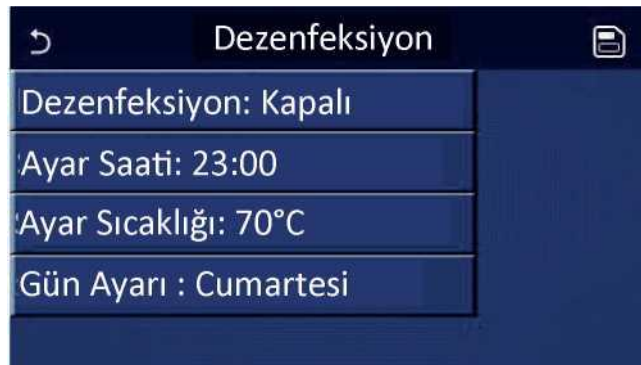 Dezenfeksiyon
Dezenfeksiyon: Kapalı
Ayar Saati: 23:00
Ayar Sıcaklığı: 70°C
Gün Ayarı : Cumartesi